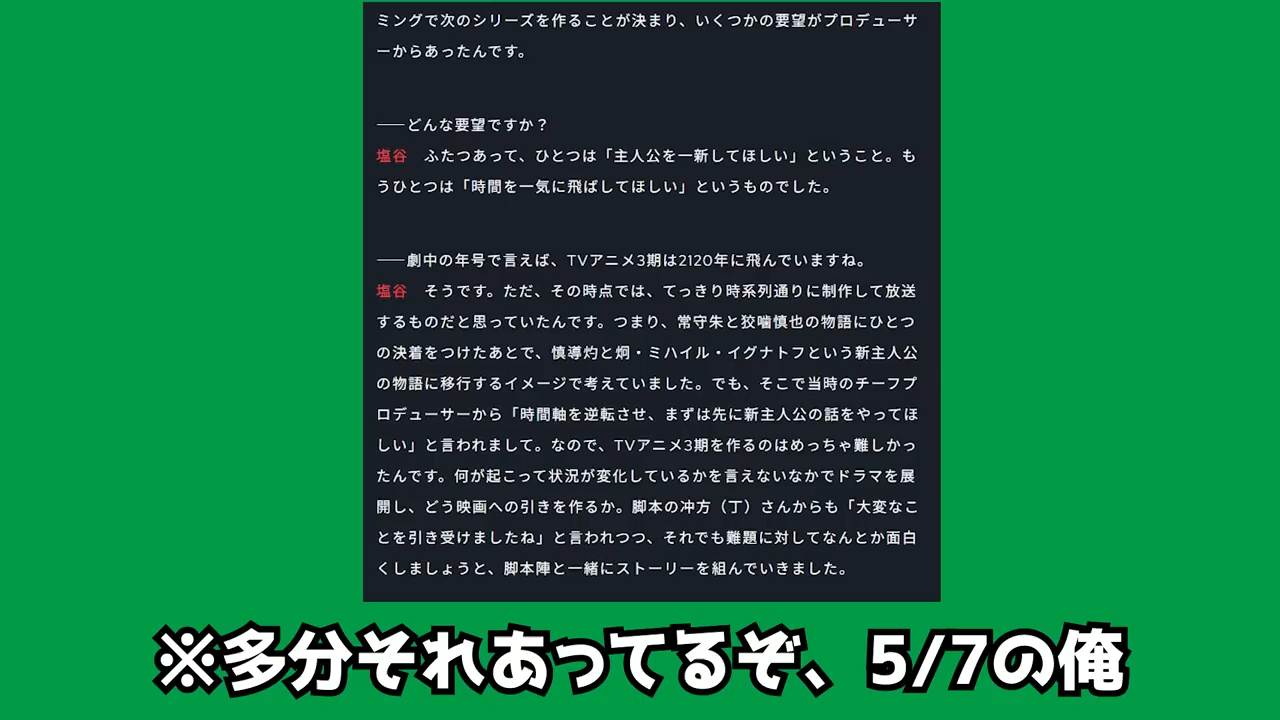 ミングで次のシリーズを作ることが決まり、いくつかの要望がプロデューサ
ーからあったんです。
──どんな要望ですか？
塩谷　ふたつあって、ひとつは「主人公を一新してほしい」ということ。も
うひとつは「時間を一気に飛ばしてほしい」というものでした。
──劇中の年号で言えば、TVアニメ3期は2120年に飛んでいますね。
塩谷　そうです。ただ、その時点では、てっきり時系列通りに制作して放送
するものだと思っていたんです。つまり、常守朱と狡噛慎也の物語にひとつ
の決着をつけたあとで、慎導灼と炯・ミハイル・イグナトフという新主人公
の物語に移行するイメージで考えていました。でも、そこで当時のチーフプ
ロデューサーから「時間軸を逆転させ、まずは先に新主人公の話をやってほ
しい」と言われまして。なので、TVアニメ3期を作るのはめっちゃ難しかっ
たんです。何が起こって状況が変化しているかを言えないなかでドラマを展
開し、どう映画への引きを作るか。脚本の冲方（丁）さんからも「大変なこ
とを引き受けましたね」と言われつつ、それでも難題に対してなんとか面白
くしましょうと、脚本陣と一緒にストーリーを組んでいきました。
※多分それあってるぞ、5/7の俺